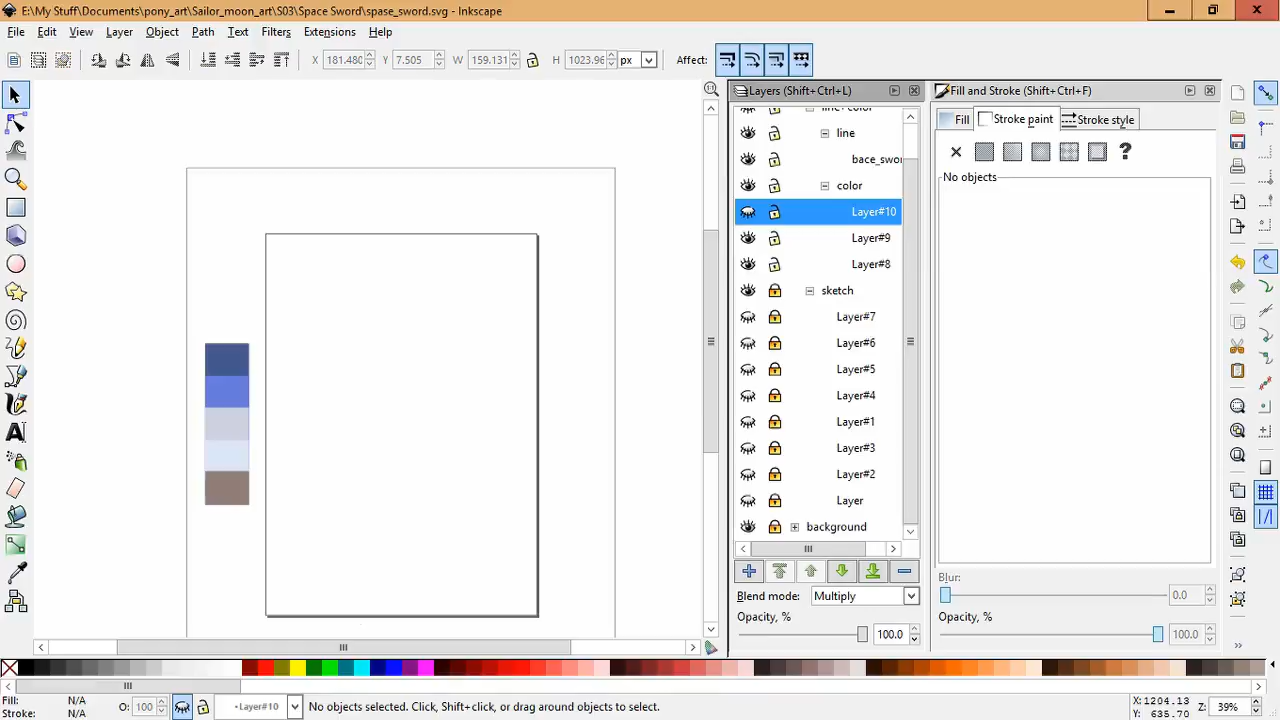 E:\My Stuff\Documents\pony_art\Sailor_moon_art\S03\Space Sword\spase_sword.svg - Inkscape
File Edit View Layer Object Path Text Filters Extensions Help
X 181.480 Y 7.505 W 159.131 H 1023.96 px Affect:
Layers (Shift+Ctrl+L)
line+color
line
bace_swo
color
Layer#10
Layer#9
Layer#8
sketch
Layer#7
Layer#6
Layer#5
Layer#4
Layer#1
Layer#3
Layer#2
Layer
background
Blend mode: Multiply
Opacity, %
100.0
Fill and Stroke (Shift+Ctrl+F)
Fill Stroke paint Stroke style
No objects
Blur:
0.0
Opacity, %
100.0
Fill: N/A
Stroke: N/A
O: 100
•Layer#10
No objects selected. Click, Shift+click, or drag around objects to select.
X:1204.13
Y: 635.70
Z: 39%